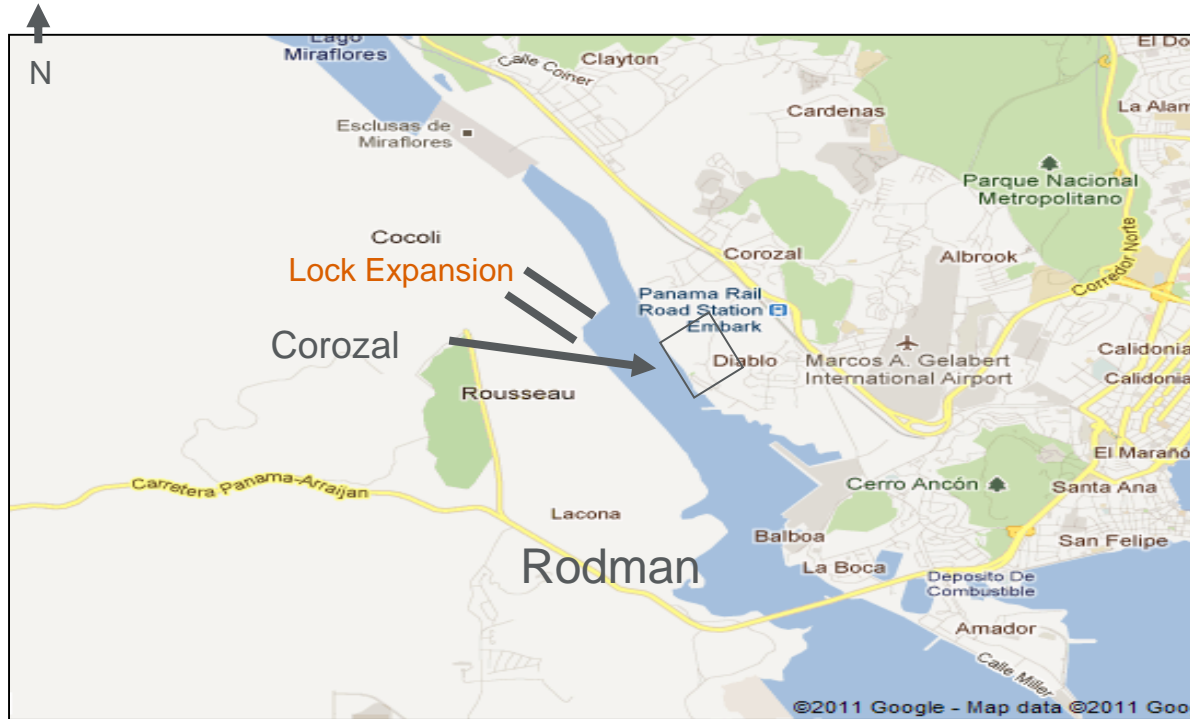 N
Lago
Miraflores
Calle Coiner
Clayton
El Do
Cardenas
La Alam
Esclusas de
Miraflores
Parque Nacional
Metropolitano
Cocoli
Lock Expansion
Corozal
Albrook
Corredor Norte
Panama Rail
Road Station
Embark
Corozal
Diablo
Marcos A. Gelabert
International Airport
Calidonia
Calidonia
Rousseau
El Marañó
Carretera Panama-Arraijan
Cerro Ancón
Santa Ana
Lacona
Balboa
San Felipe
Rodman
La Boca
Deposito De
Combustible
Amador
Calle Miller
©2011 Google - Map data ©2011 Goo